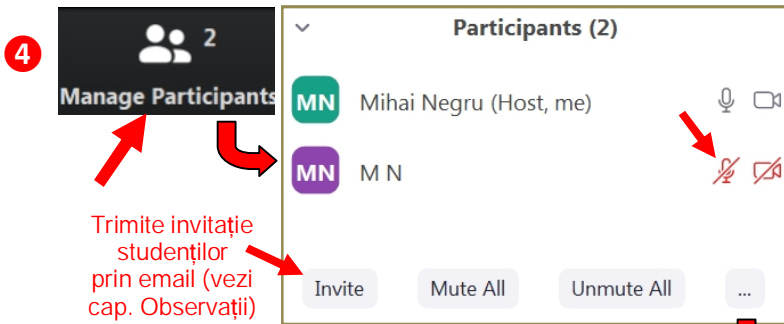 4
2
Manage Participants
Participants (2)
MN Mihai Negru (Host, me)
MN M N
Trimite invitație
studenților
prin email (vezi
cap. Observații)
Invite Mute All Unmute All ...